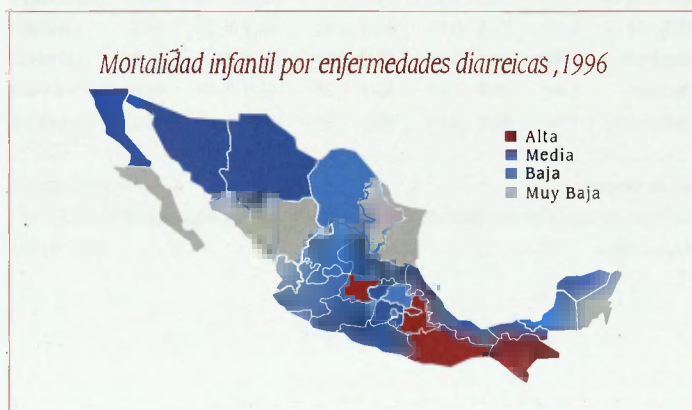 Mortalidad infantil por enfermedades diarreicas, 1996
Alta
Media
Baja
Muy Baja